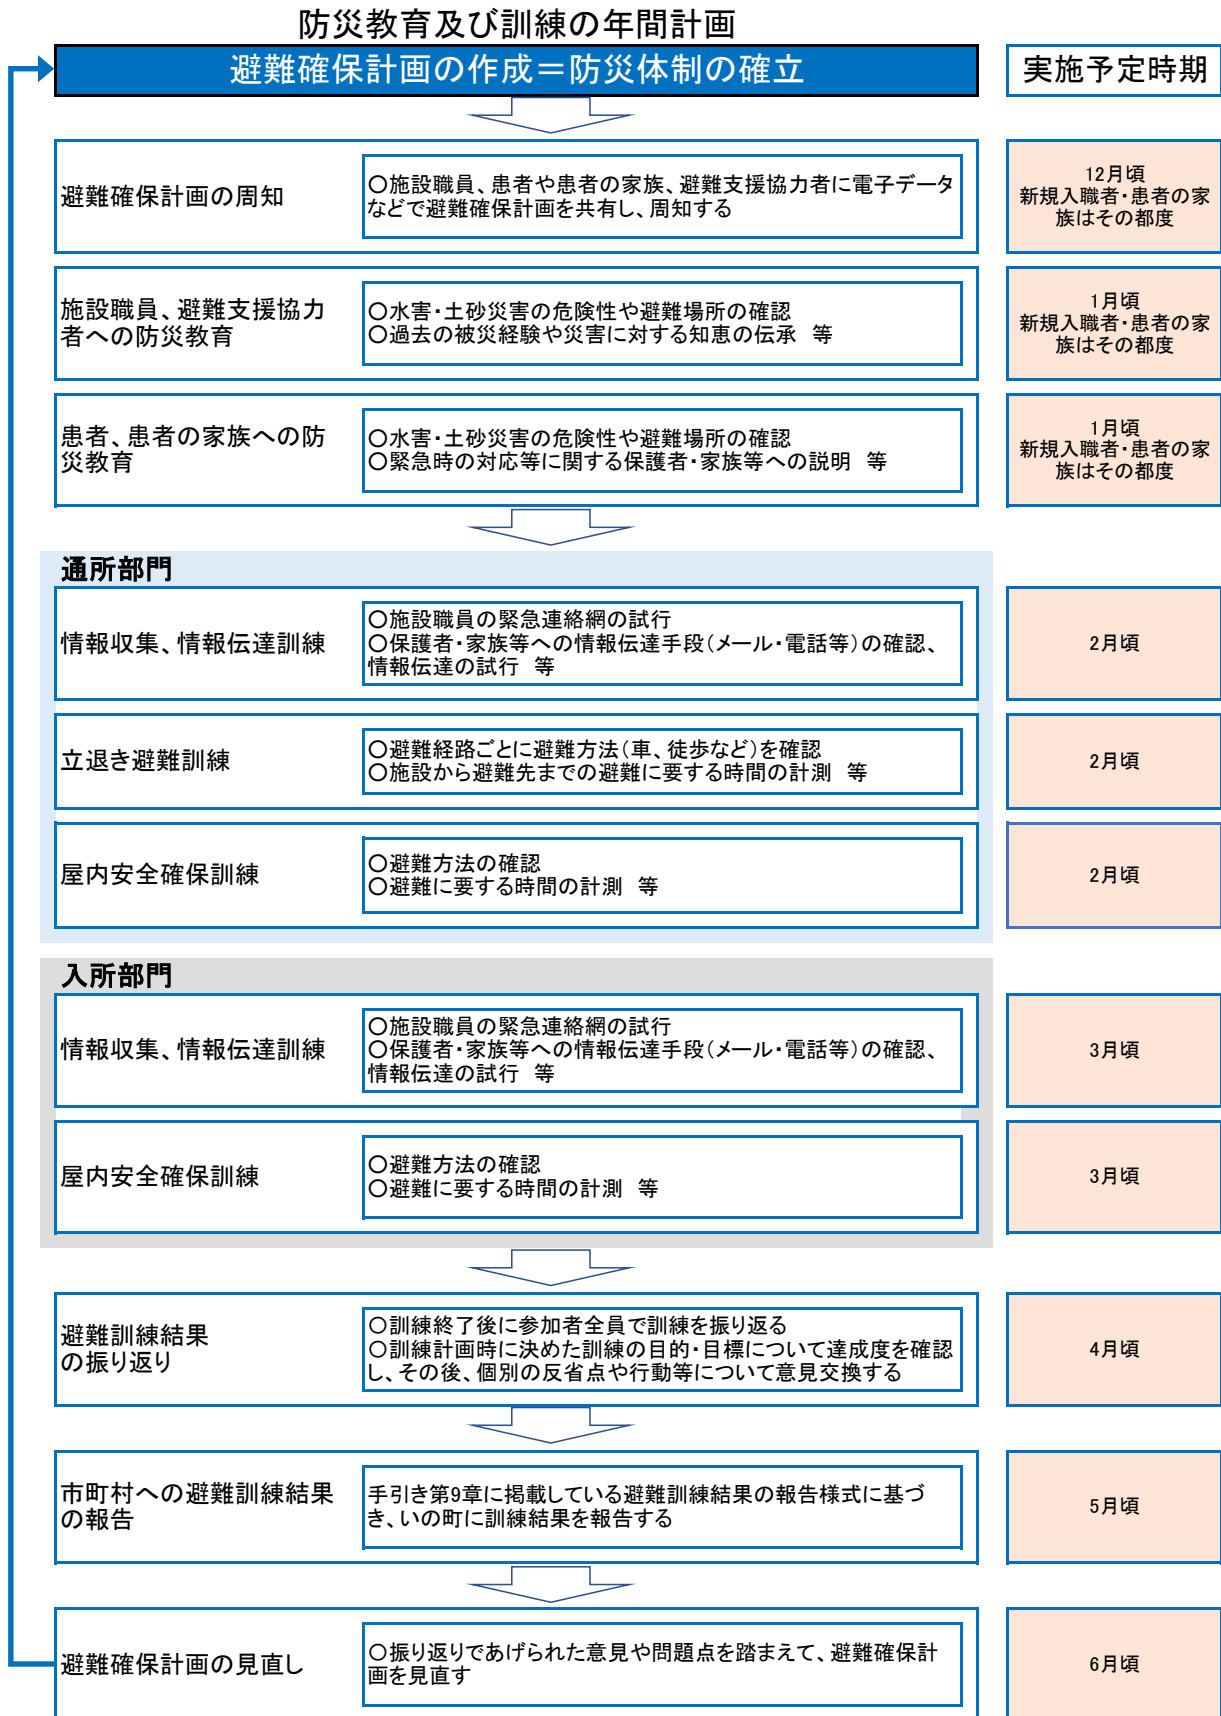 防災教育及び訓練の年間計画
避難確保計画の作成＝防災体制の確立
実施予定時期
避難確保計画の周知
〇施設職員、患者や患者の家族、避難支援協力者に電子データ
などで避難確保計画を共有し、周知する
12月頃
新規入職者・患者の家
族はその都度
施設職員、避難支援協力
者への防災教育
〇水害・土砂災害の危険性や避難場所の確認
〇過去の被災経験や災害に対する知恵の伝承　等
1月頃
新規入職者・患者の家
族はその都度
患者、患者の家族への防
災教育
〇水害・土砂災害の危険性や避難場所の確認
〇緊急時の対応等に関する保護者・家族等への説明　等
1月頃
新規入職者・患者の家
族はその都度
通所部門
情報収集、情報伝達訓練
〇施設職員の緊急連絡網の試行
〇保護者・家族等への情報伝達手段（メール・電話等）の確認、
情報伝達の試行　等
2月頃
立退き避難訓練
〇避難経路ごとに避難方法（車、徒歩など）を確認
〇施設から避難先までの避難に要する時間の計測　等
2月頃
屋内安全確保訓練
〇避難方法の確認
〇避難に要する時間の計測　等
2月頃
入所部門
情報収集、情報伝達訓練
〇施設職員の緊急連絡網の試行
〇保護者・家族等への情報伝達手段（メール・電話等）の確認、
情報伝達の試行　等
3月頃
屋内安全確保訓練
〇避難方法の確認
〇避難に要する時間の計測　等
3月頃
避難訓練結果
の振り返り
〇訓練終了後に参加者全員で訓練を振り返る
〇訓練計画時に決めた訓練の目的・目標について達成度を確認
し、その後、個別の反省点や行動等について意見交換する
4月頃
市町村への避難訓練結果
の報告
手引き第9章に掲載している避難訓練結果の報告様式に基づ
き、いの町に訓練結果を報告する
5月頃
避難確保計画の見直し
〇振り返りであげられた意見や問題点を踏まえて、避難確保計
画を見直す
6月頃